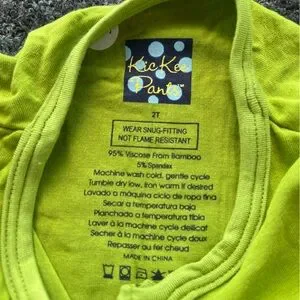 KicKee
Pants™
2T
WEAR SNUG-FITTING
NOT FLAME RESISTANT
95% Viscose From Bamboo
5% Spandex
Machine wash cold, gentle cycle
Tumble dry low, iron warm if desired
Lavado a máquina ciclo de ropa fina
Secar a temperatura baja
Planchado a temperatura tibia
Laver à la machine cycle délicat
Sécher à la machine cycle doux
Repasser au fer chaud
MADE IN CHINA